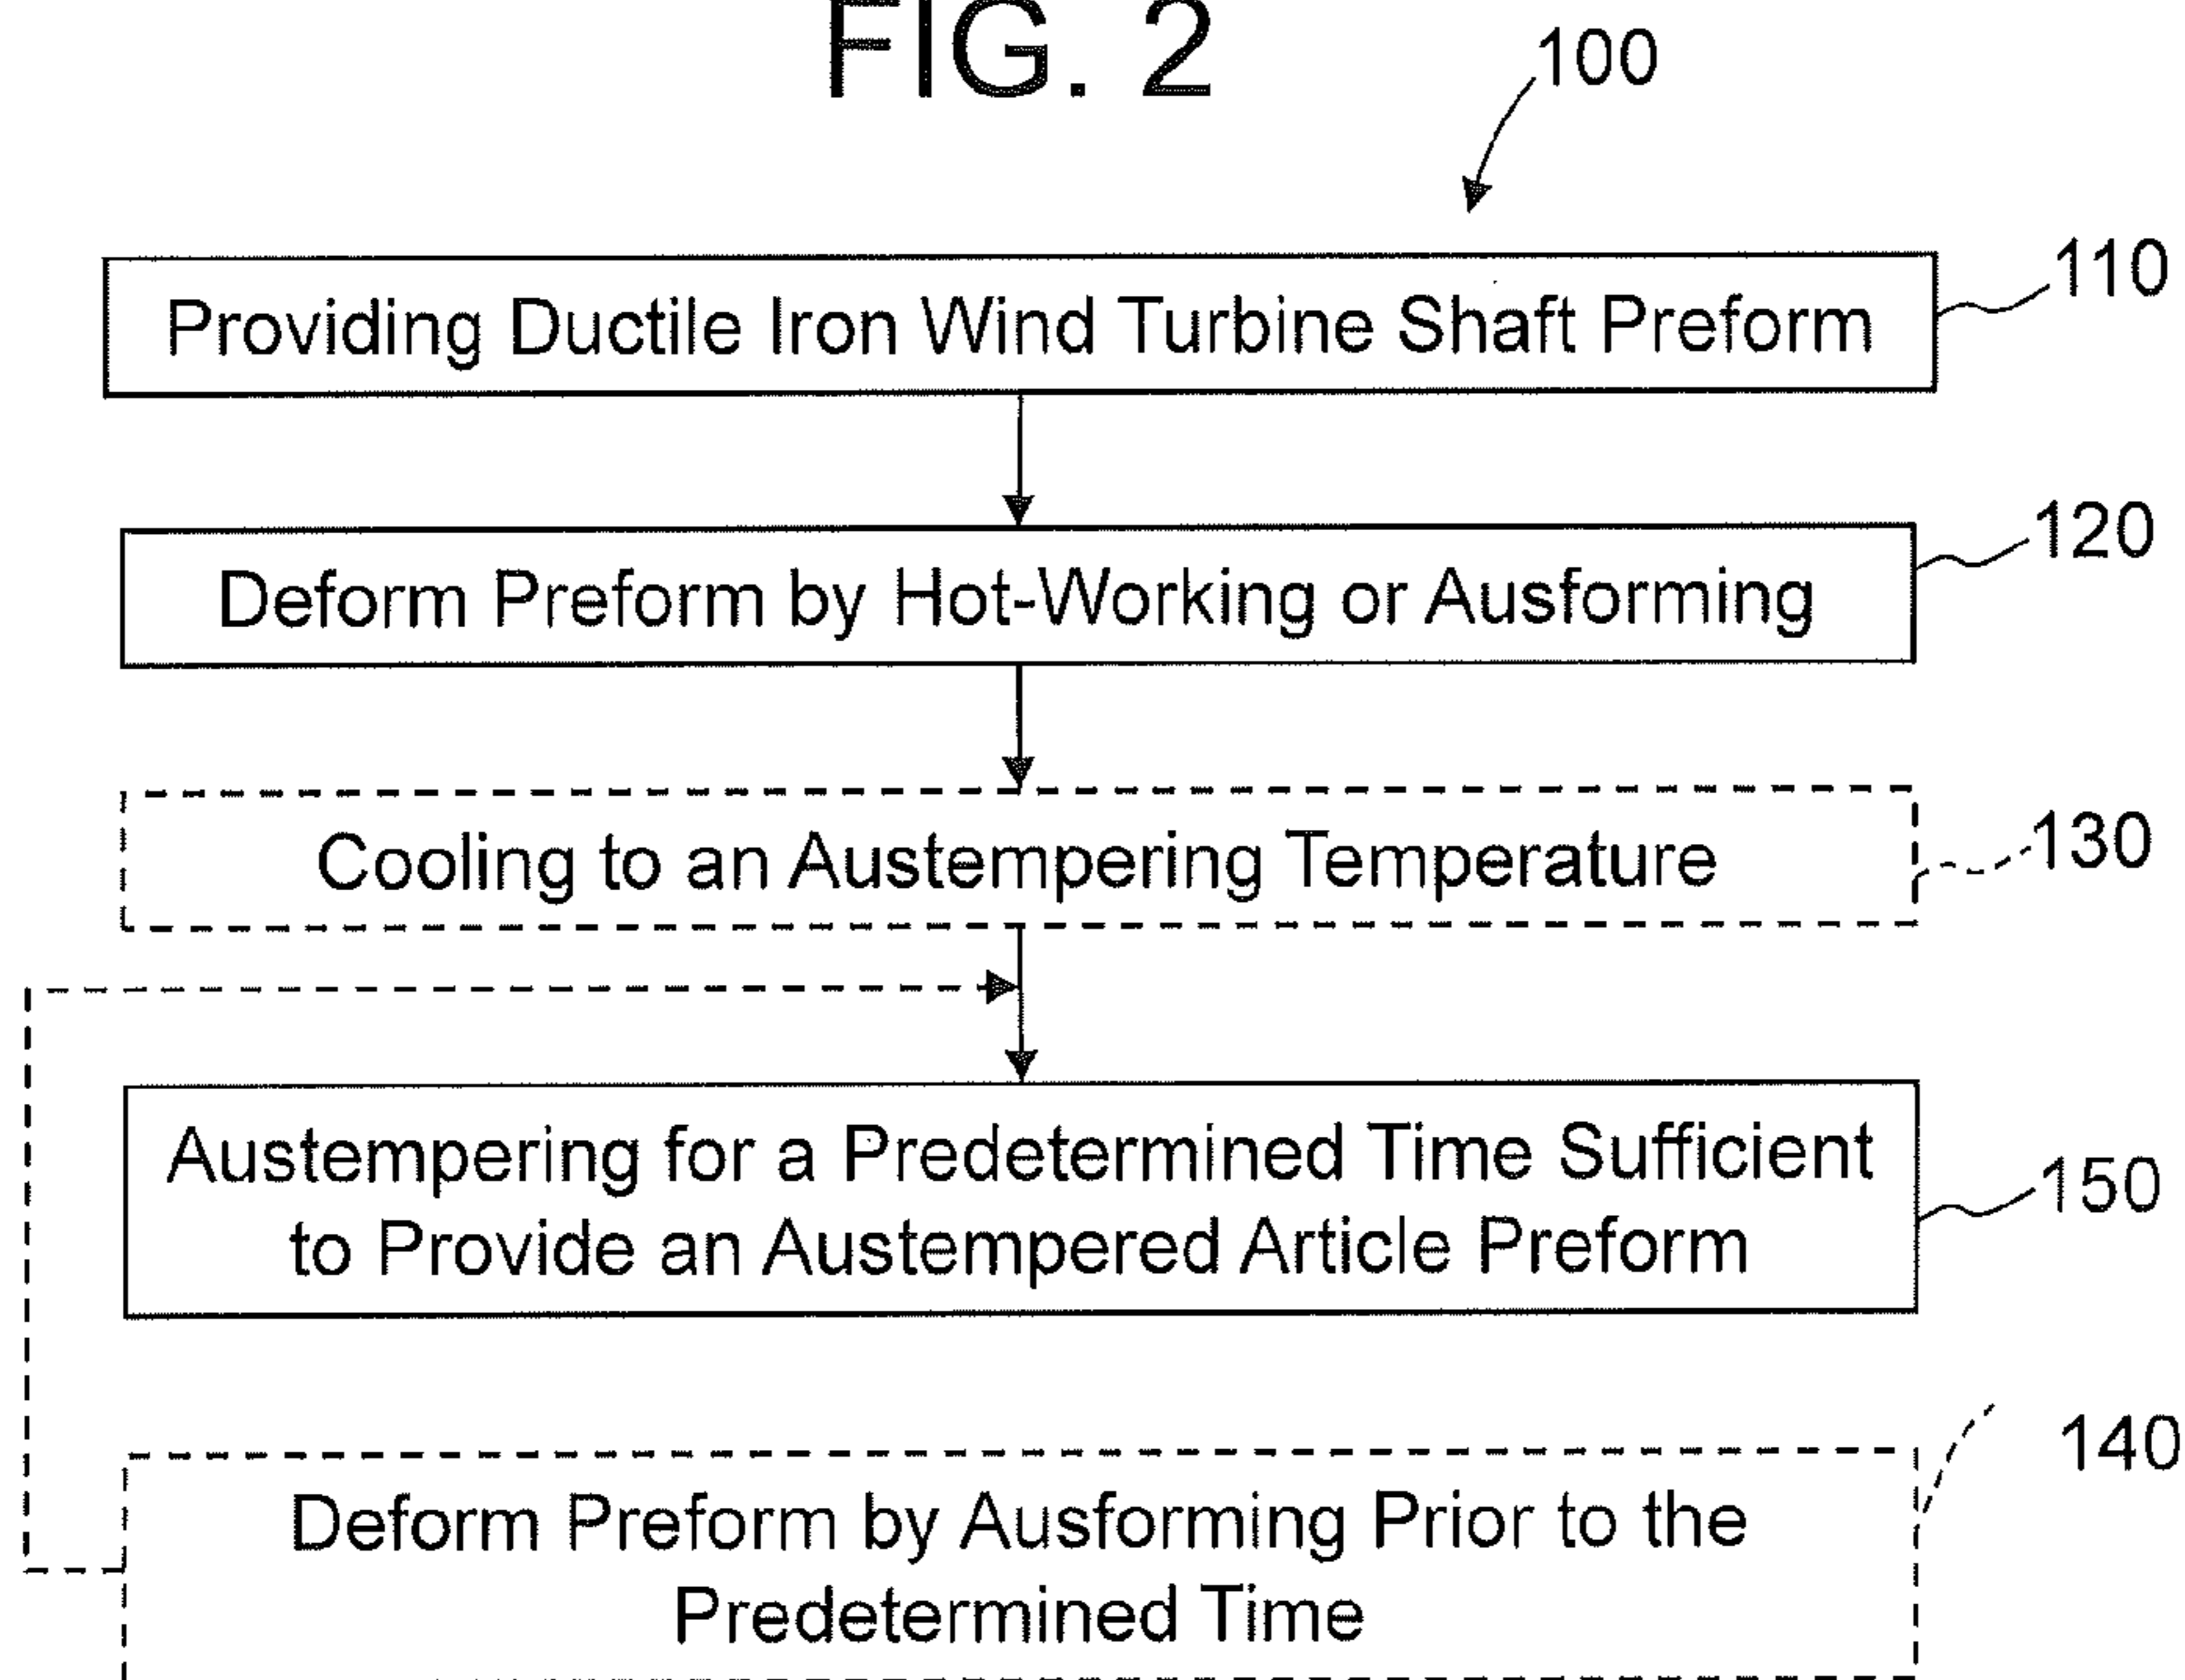 FIG. 2
100
Providing Ductile Iron Wind Turbine Shaft Preform
110
Deform Preform by Hot-Working or Ausforming
120
Cooling to an Austempering Temperature
130
Austempering for a Predetermined Time Sufficient
to Provide an Austempered Article Preform
150
140
Deform Preform by Ausforming Prior to the
Predetermined Time